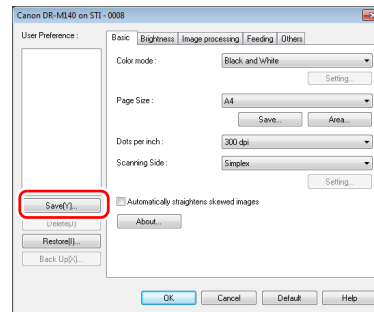 Canon DR-M140 on STI - 0008
User Preference :
Basic Brightness Image processing Feeding Others
Color mode : Black and White
Setting...
Page Size : A4
Save... Area...
Dots per inch : 300 dpi
Scanning Side : Simplex
Setting...
Automatically straightens skewed images
Save(Y)...
About...
Delete(J)
Restore(I)...
Back Up(X)...
OK Cancel Default Help